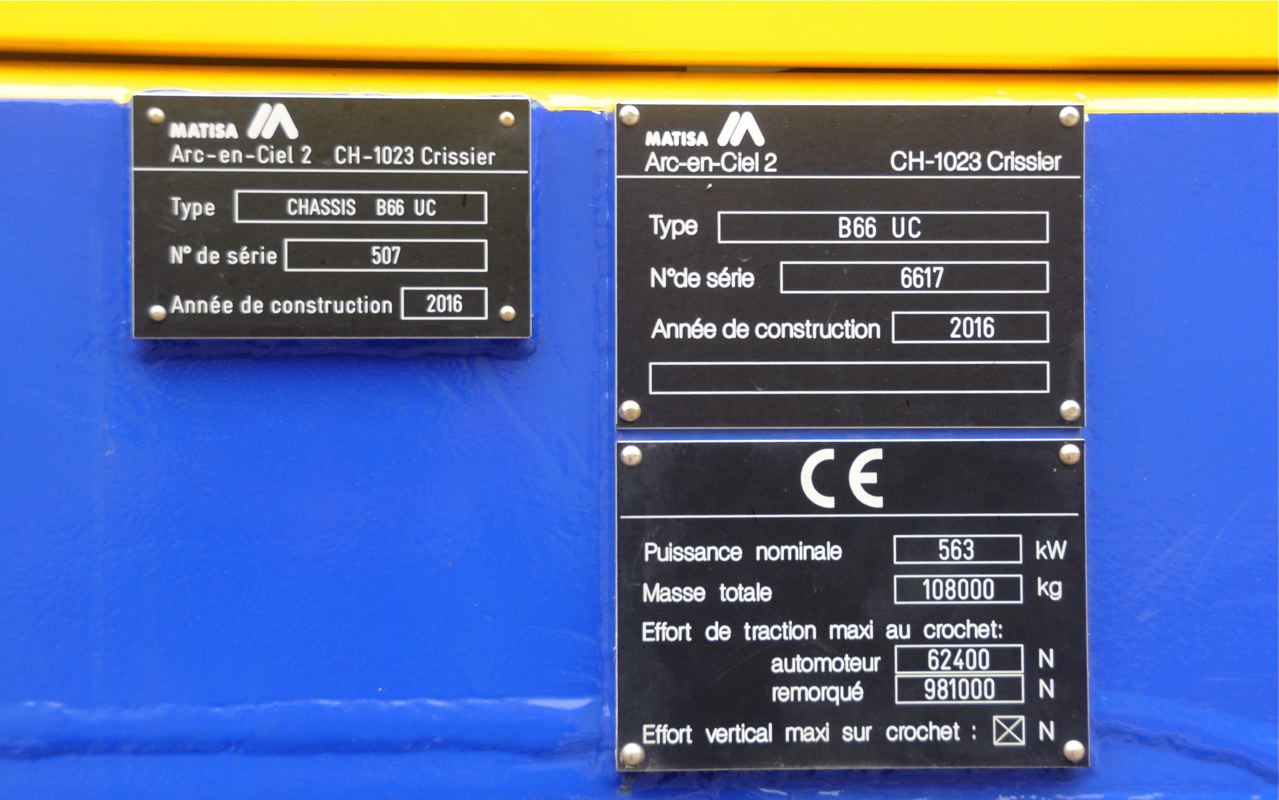 MATISA
Arc-en-Ciel 2 CH-1023 Crissier
Type CHASSIS B66 UC
N° de série 507
Année de construction 2016
MATISA
Arc-en-Ciel 2 CH-1023 Crissier
Type B66 UC
N°de série 6617
Année de construction 2016
CE
Puissance nominale 563 kW
Masse totale 108000 kg
Effort de traction maxi au crochet:
automoteur 62400 N
remorqué 981000 N
Effort vertical maxi sur crochet : N